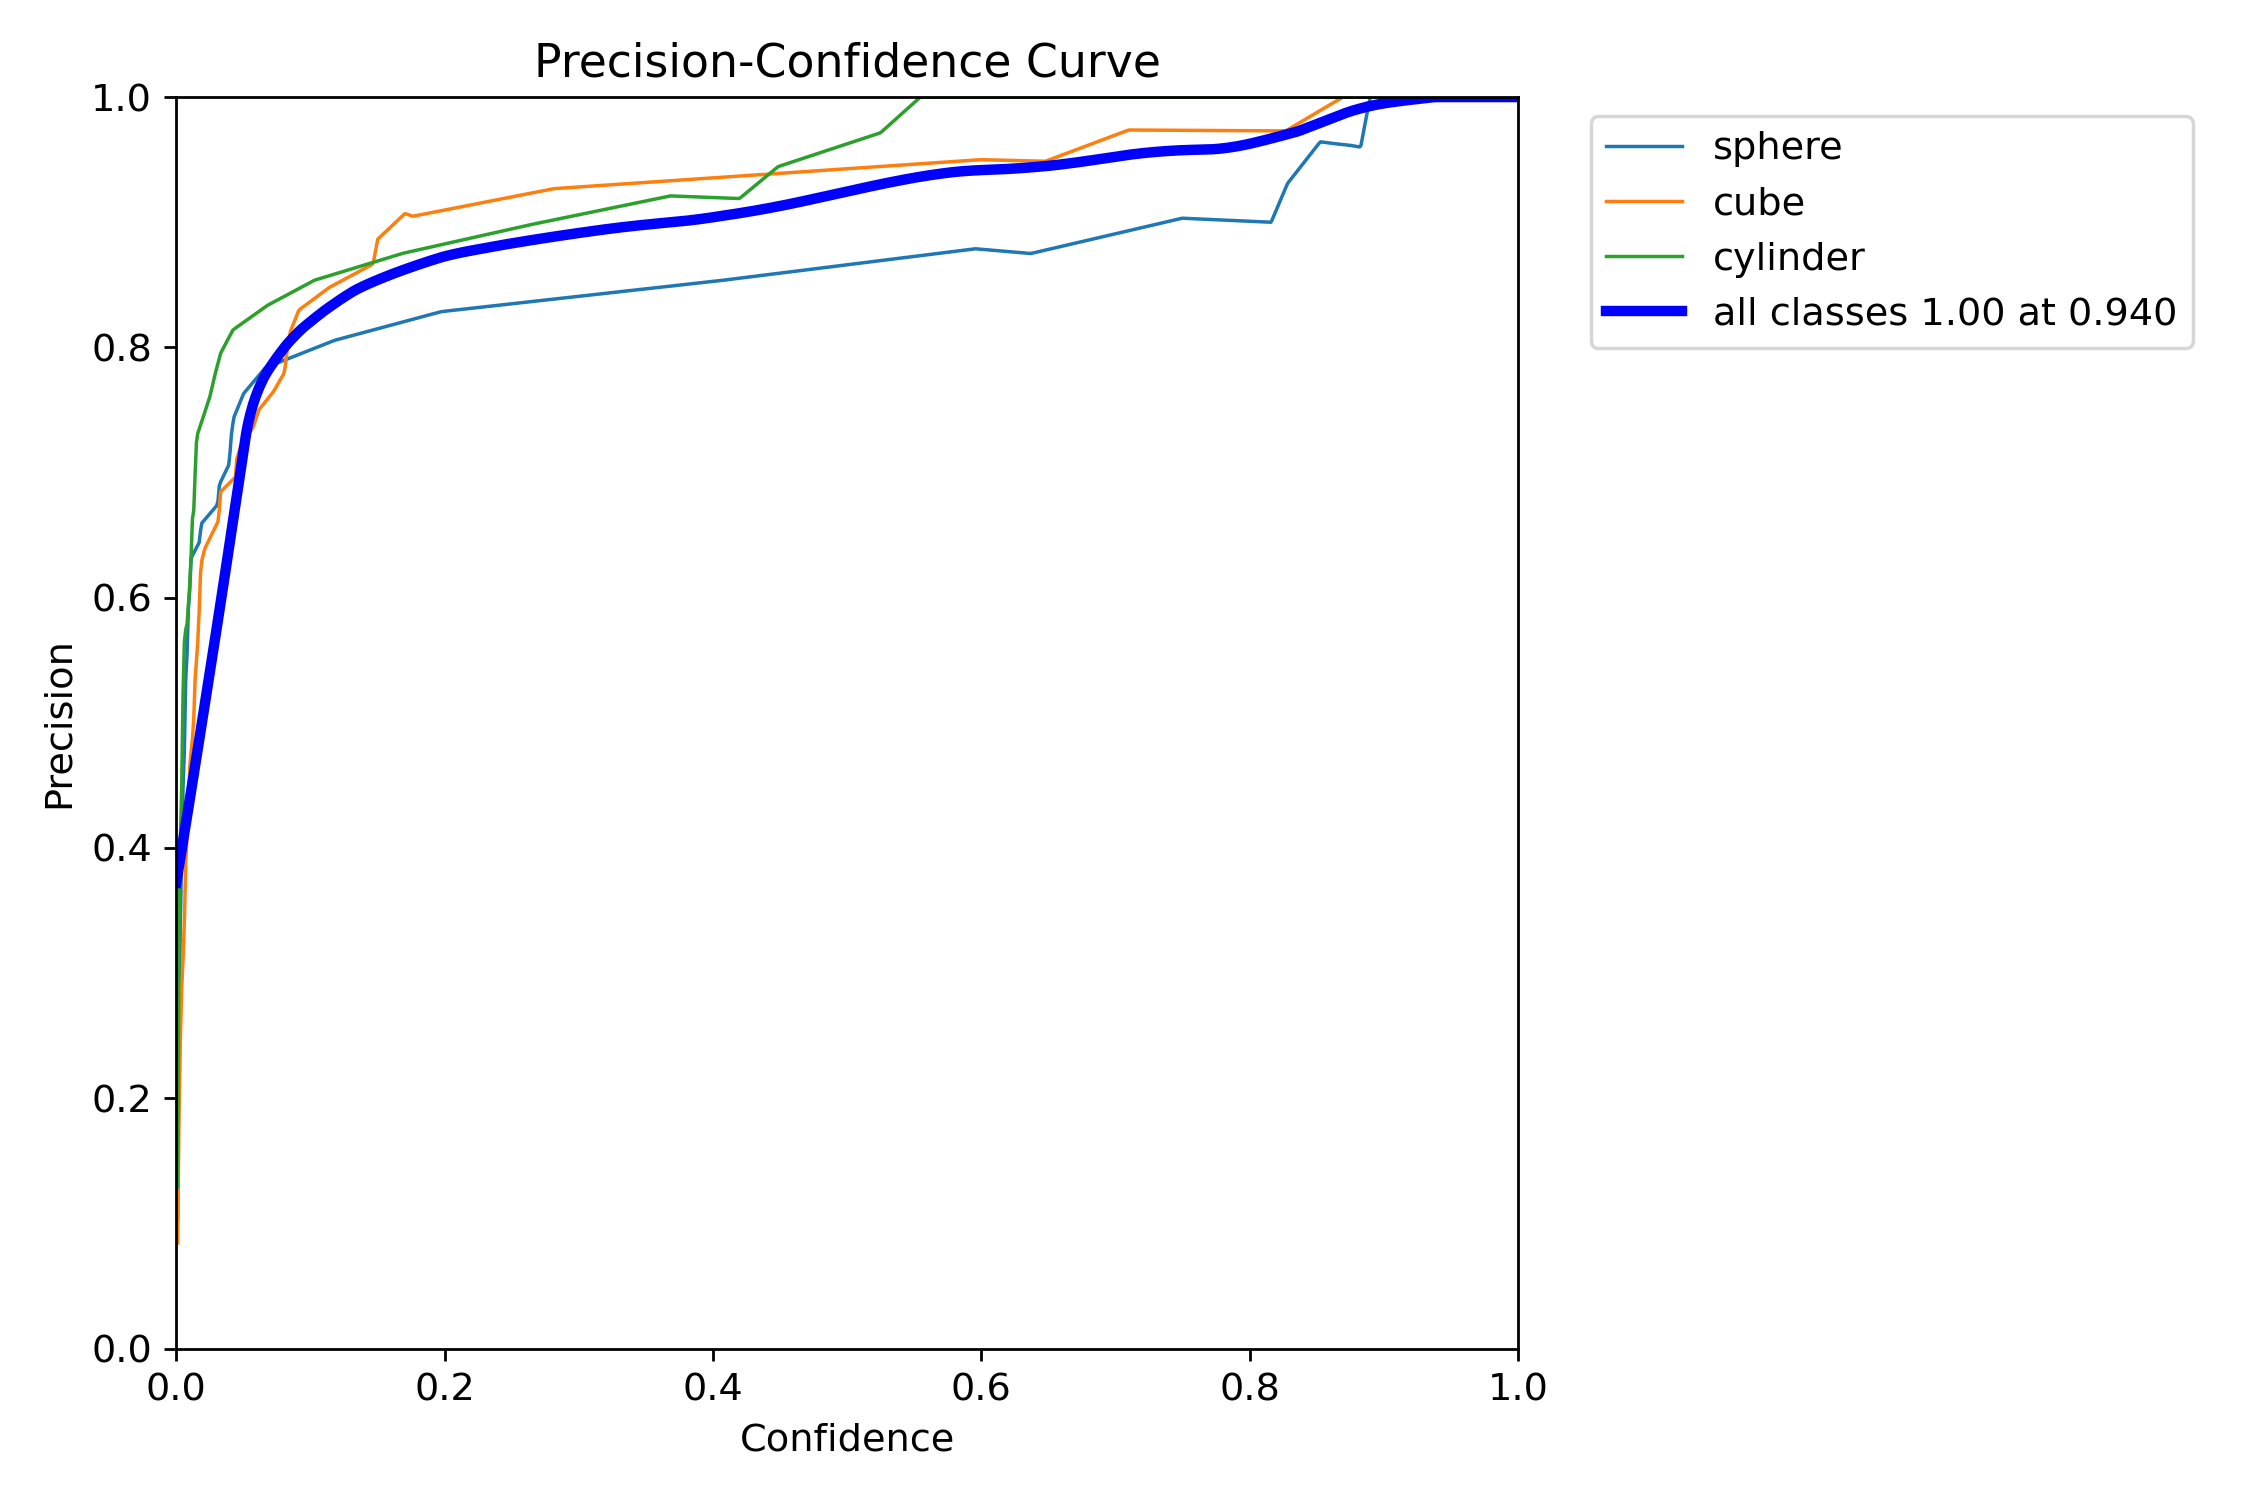 Precision-Confidence Curve
1.0
0.8
0.6
0.4
0.2
0.0
Precision
0.0 0.2 0.4 0.6 0.8 1.0
Confidence
sphere
cube
cylinder
all classes 1.00 at 0.940